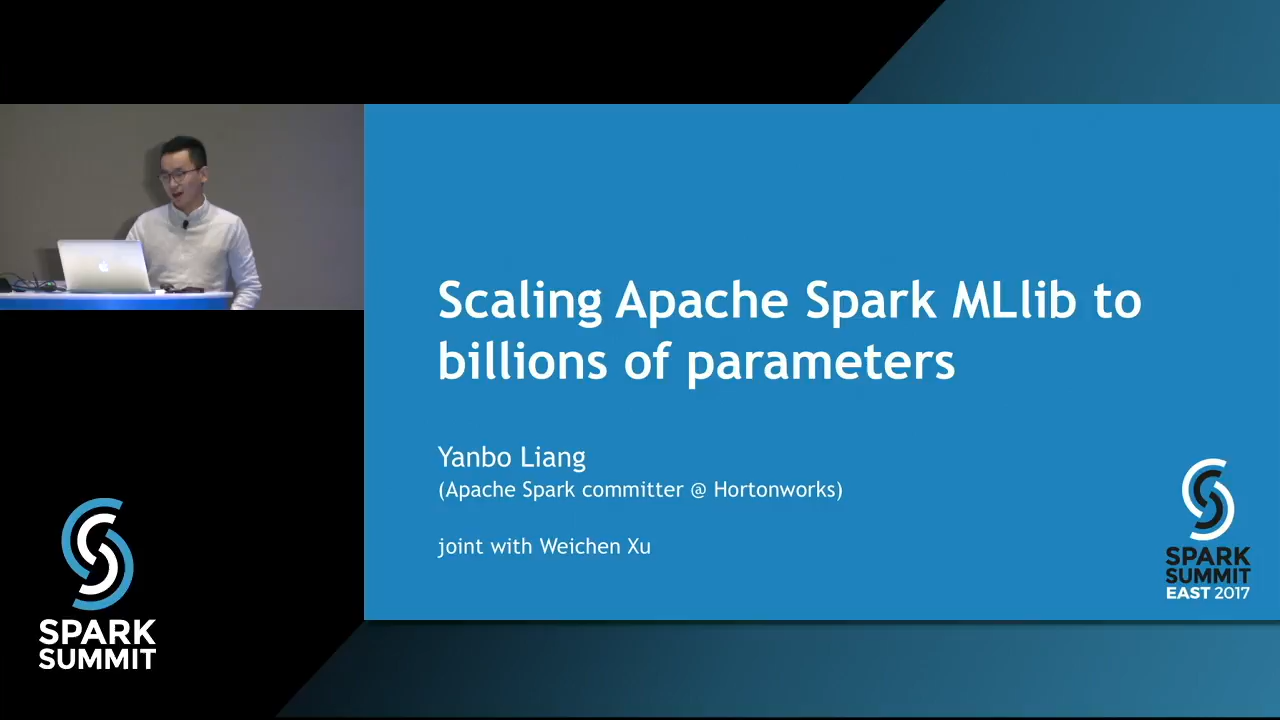 Scaling Apache Spark MLlib to
billions of parameters
Yanbo Liang
(Apache Spark committer @ Hortonworks)
joint with Weichen Xu
SPARK
SUMMIT
EAST 2017
SPARK
SUMMIT